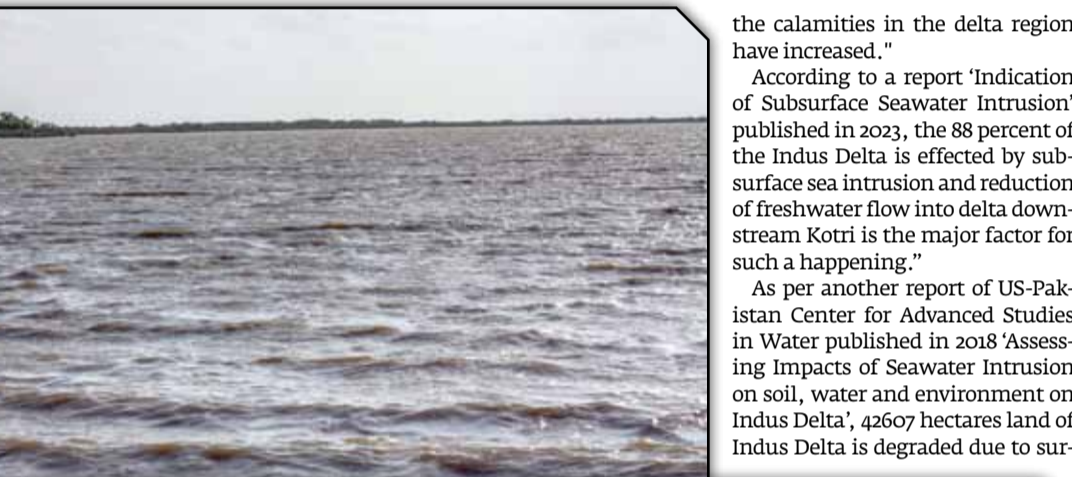 the calamities in the delta region
have increased."
According to a report ‘Indication
of Subsurface Seawater Intrusion’
published in 2023, the 88 percent of
the Indus Delta is effected by sub-
surface sea intrusion and reduction
of freshwater flow into delta down-
stream Kotri is the major factor for
such a happening.”
As per another report of US-Pak-
istan Center for Advanced Studies
in Water published in 2018 ‘Assess-
ing Impacts of Seawater Intrusion
on soil, water and environment on
Indus Delta’, 42607 hectares land of
Indus Delta is degraded due to sur-